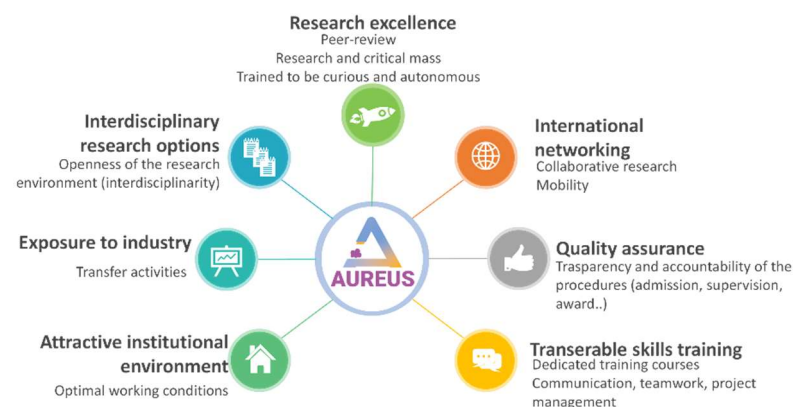 Research excellence
Peer-review
Research and critical mass
Trained to be curious and autonomous
Interdisciplinary
research options
Openness of the research
environment (interdisciplinarity)
International
networking
Collaborative research
Mobility
Exposure to industry
Transfer activities
AUREUS
Quality assurance
Trasparency and accountability of the
procedures (admission, supervision,
award..)
Attractive institutional
environment
Optimal working conditions
Transerable skills training
Dedicated training courses
Communication, teamwork, project
management